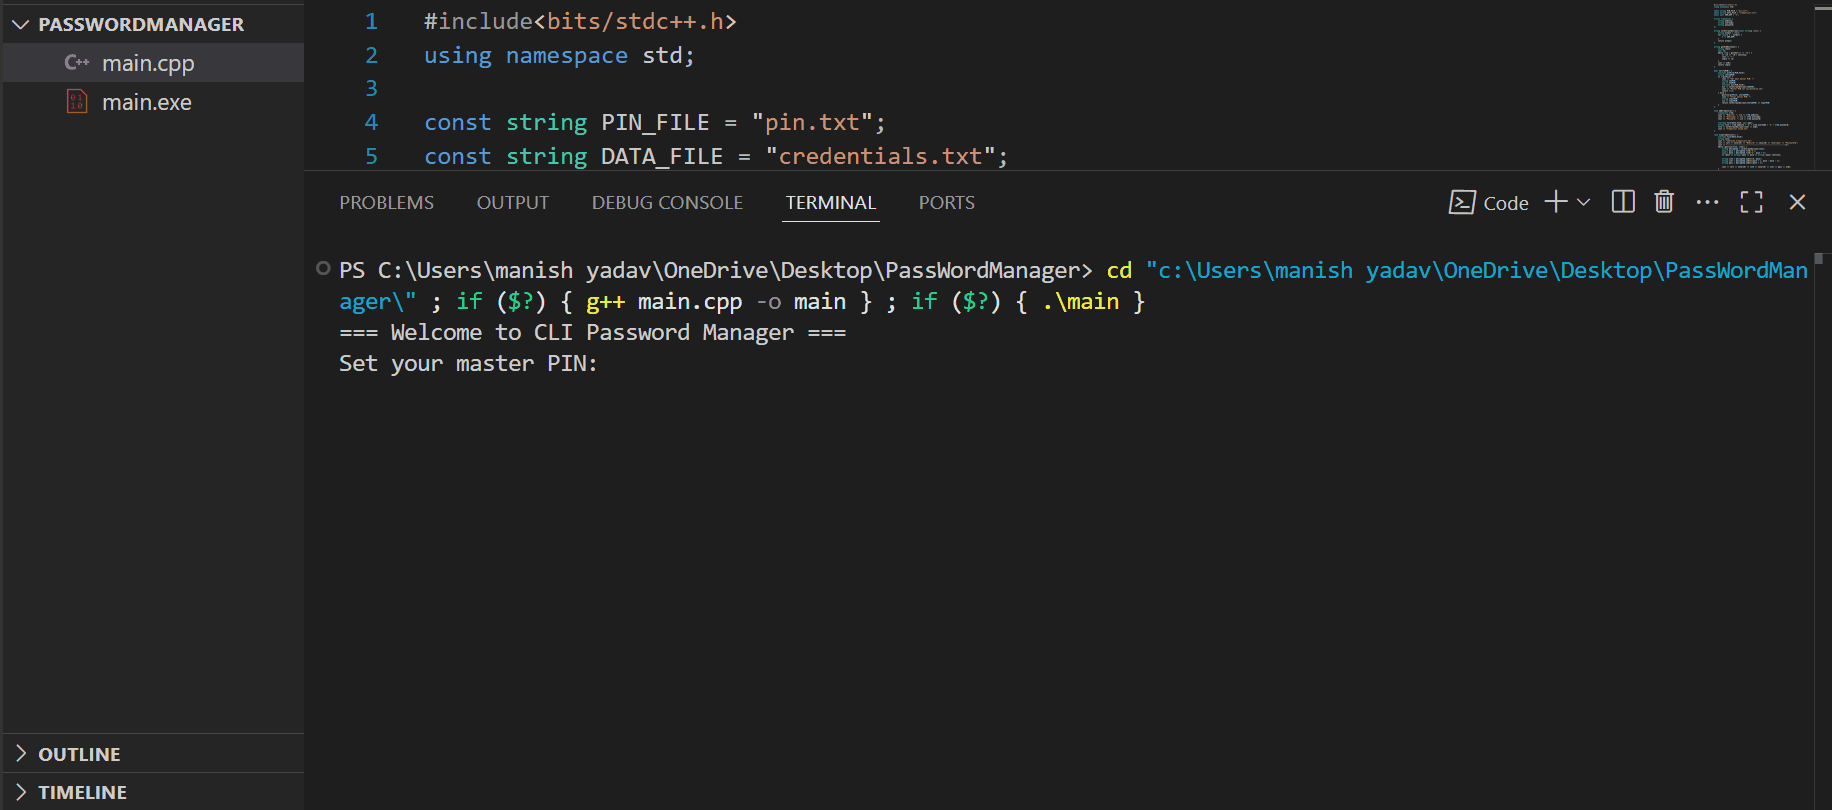 PASSWORDMANAGER
main.cpp
main.exe
OUTLINE
TIMELINE
1 #include<bits/stdc++.h>
2 using namespace std;
3
4 const string PIN_FILE = "pin.txt";
5 const string DATA_FILE = "credentials.txt";
PROBLEMS OUTPUT DEBUG CONSOLE TERMINAL PORTS Code
PS C:\Users\manish yadav\OneDrive\Desktop\PassWordManager> cd "c:\Users\manish yadav\OneDrive\Desktop\PassWordMan
ager\" ; if ($?) { g++ main.cpp -o main } ; if ($?) { .\main }
=== Welcome to CLI Password Manager ===
Set your master PIN: